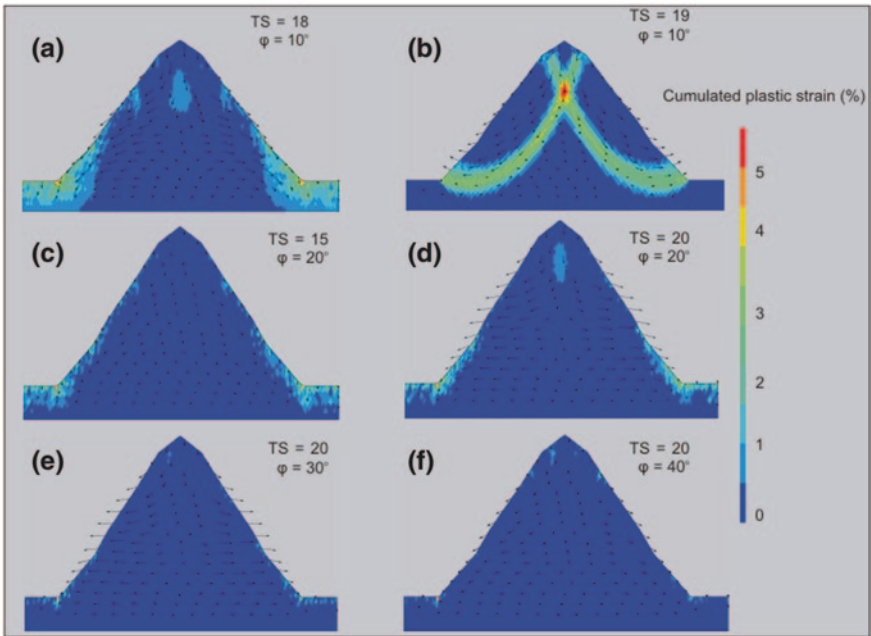 (a)
TS = 18
φ = 10°
(b)
TS = 19
φ = 10°
Cumulated plastic strain (%)
5
4
3
2
1
0
(c)
TS = 15
φ = 20°
(d)
TS = 20
φ = 20°
(e)
TS = 20
φ = 30°
(f)
TS = 20
φ = 40°